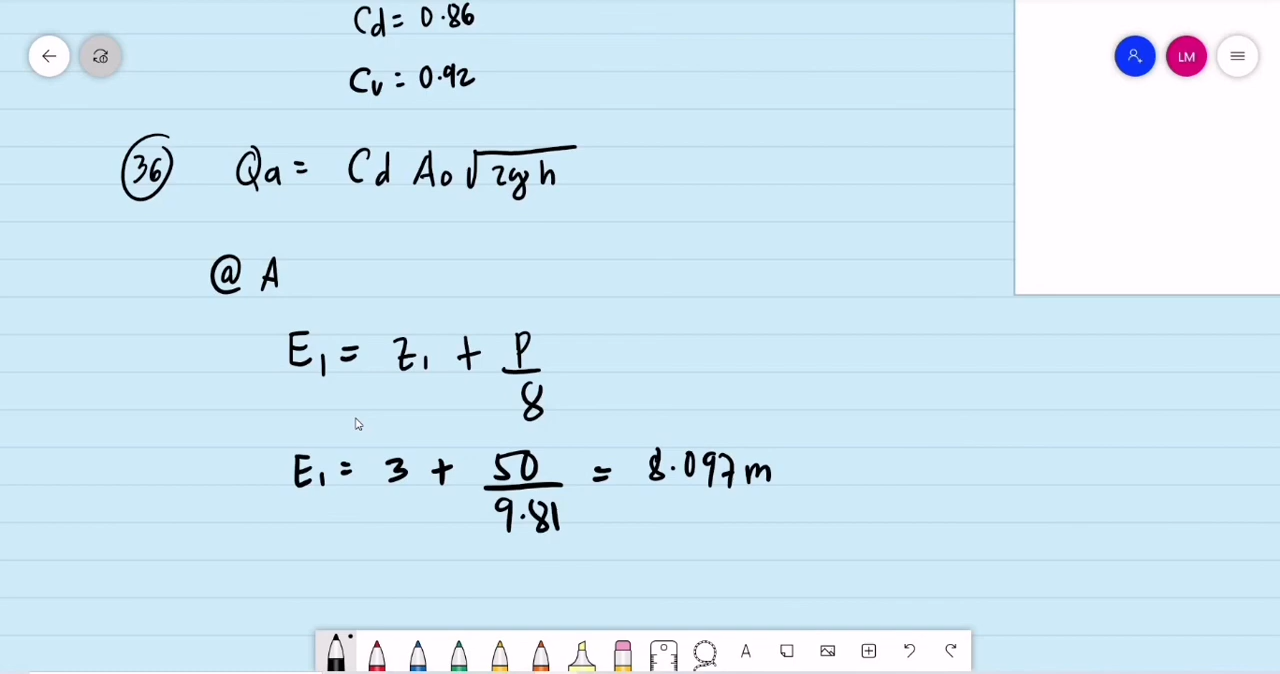 Cd = 0.86
Cv = 0.92
LM
36 Qa = Cd Ao √2gh
@ A
E1 = z1 + P/8
E1 = 3 + 50/9.81 = 8.097 m
A